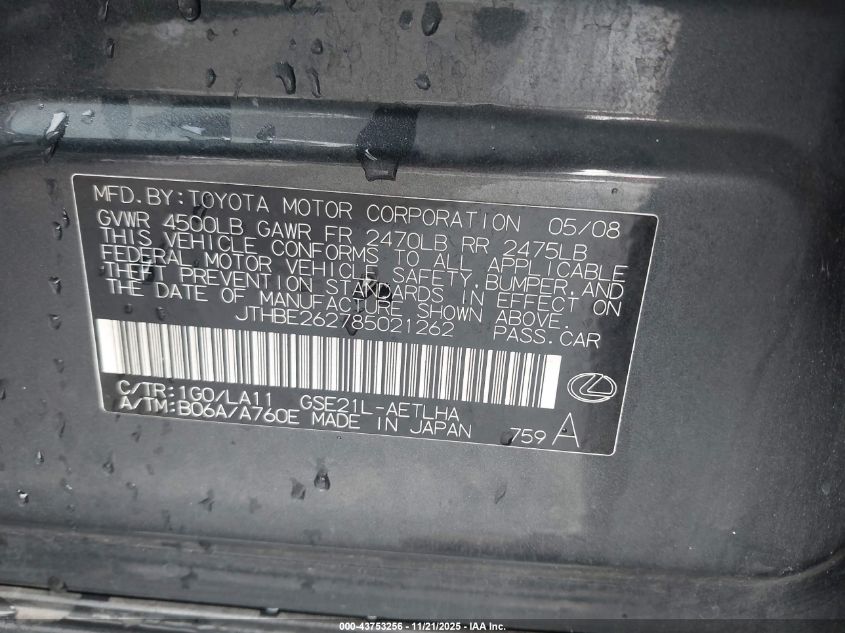 MFD.BY:TOYOTA MOTOR CORPORATION 05/08
GVWR 4500LB GAWR FR 2470LB RR 2475LB
THIS VEHICLE CONFORMS TO ALL APPLICABLE
FEDERAL MOTOR VEHICLE SAFETY,BUMPER,AND
THEFT PREVENTION STANDARDS IN EFFECT ON
THE DATE OF MANUFACTURE SHOWN ABOVE.
JTHBE262785021262 PASS.CAR
C/TR:1G0/LA11 GSE21L-AETLHA
A/TM:B06A/A760E MADE IN JAPAN 759 A
000-43753256 - 11/21/2025 - IAA Inc.